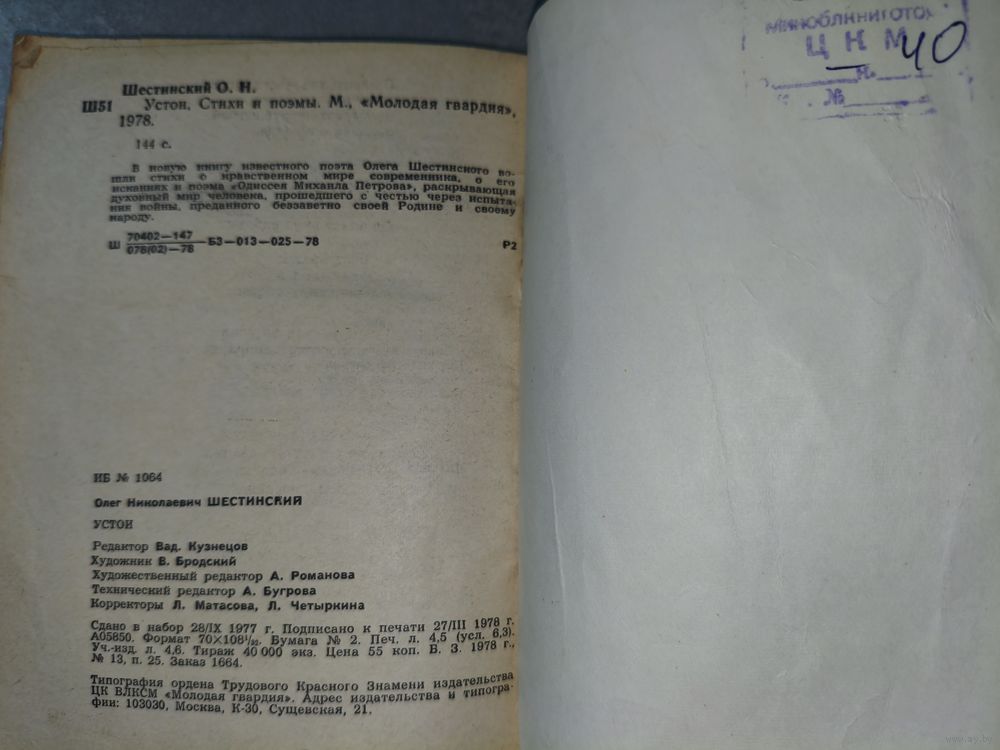 Шестинский О. Н.
Ш51 Устои. Стихи и поэмы. М., «Молодая гвардия»,
1978.
144 с.
В новую книгу известного поэта Олега Шестинского во-
шли стихи о нравственном мире современника, о его
исканиях и поэма «Одиссея Михаила Петрова», раскрывающая
духовный мир человека, прошедшего с честью через испыта-
ния войны, преданного беззаветно своей Родине и своему
народу.
Ш 70402—147
078(02)—78 —БЗ—013—025—78 Р2
ИБ № 1064
Олег Николаевич ШЕСТИНСКИЙ
УСТОИ
Редактор Вад. Кузнецов
Художник В. Бродский
Художественный редактор А. Романова
Технический редактор А. Бугрова
Корректоры Л. Матасова, Л. Четыркина
Сдано в набор 28/IX 1977 г. Подписано к печати 27/III 1978 г.
А05850. Формат 70×108¹/₃₂. Бумага № 2. Печ. л. 4,5 (усл. 6,3).
Уч.-изд. л. 4,6. Тираж 40 000 экз. Цена 55 коп. Б. З. 1978 г.,
№ 13, п. 25. Заказ 1664.
Типография ордена Трудового Красного Знамени издательства
ЦК ВЛКСМ «Молодая гвардия». Адрес издательства и типогра-
фии: 103030, Москва, К-30, Сущевская, 21.
ЦКМ
40
№
www.ay.by